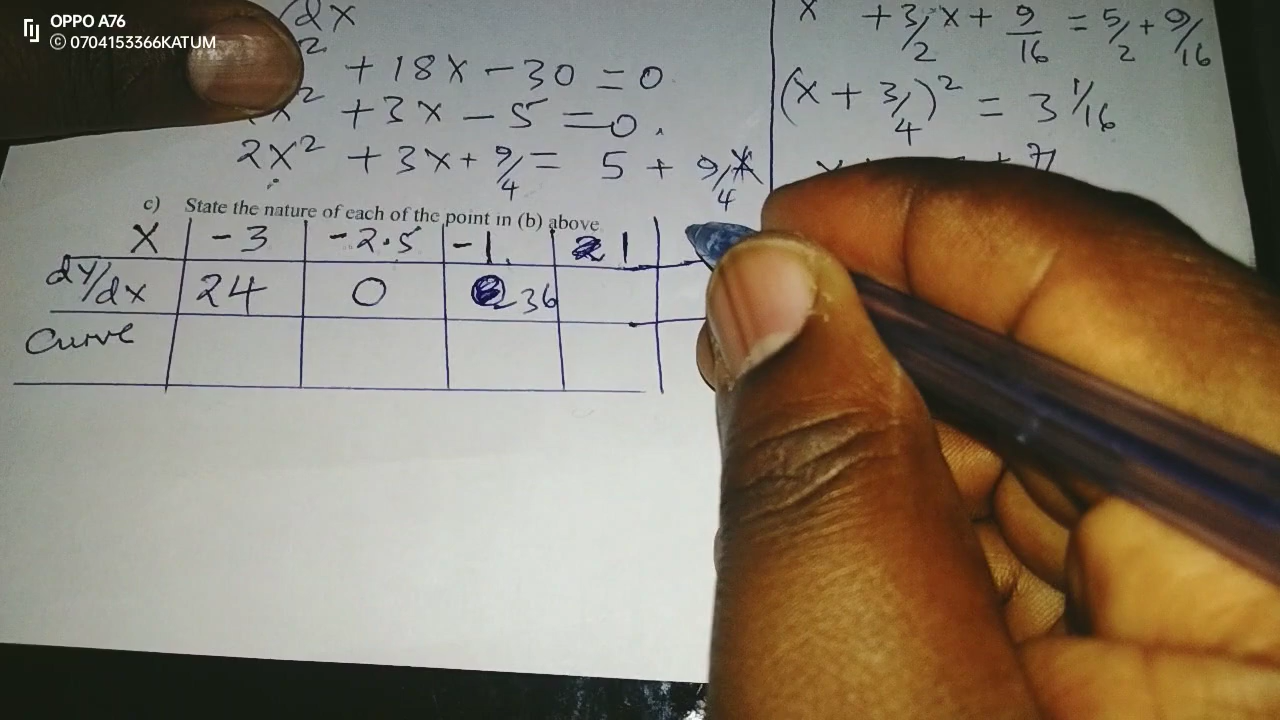 OPPO A76
© 0704153366KATUM
dx
² + 18x - 30 = 0
x² + 3x - 5 = 0.
2x² + 3x + 9/4 = 5 + 9/4
x + 3/2 x + 9/16 = 5/2 + 9/16
(x + 3/4)² = 3 1/16
c) State the nature of each of the point in (b) above
x -3 -2.5 -1. 1
dy/dx 24 0 -36
Curve